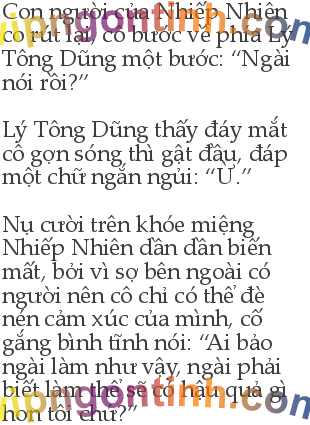 Con người của Nhiếp Nhiên
co rút lại, cô bước về phía Lý
Tông Dũng một bước: “Ngài
nói rồi?”
Lý Tông Dũng thấy đáy mắt
cô gợn sóng thì gật đầu, đáp
một chữ ngắn ngủi: “Ừ.”
Nụ cười trên khóe miệng
Nhiếp Nhiên dần dần biến
mất, bởi vì sợ bên ngoài có
người nên cô chỉ có thể đè
nén cảm xúc của mình, cố
gắng bình tĩnh nói: “Ai bảo
ngài làm như vậy, ngài phải
biết làm thế sẽ có hậu quả gì
hơn tôi chứ?”